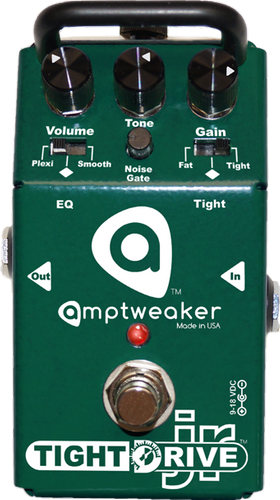 Volume Tone Gain
Plexi Smooth Noise Gate Fat Tight
EQ Tight
a
Out In
TM
amptweaker
Made in USA
9-18 VDC
jr
TIGHT DRIVE TM